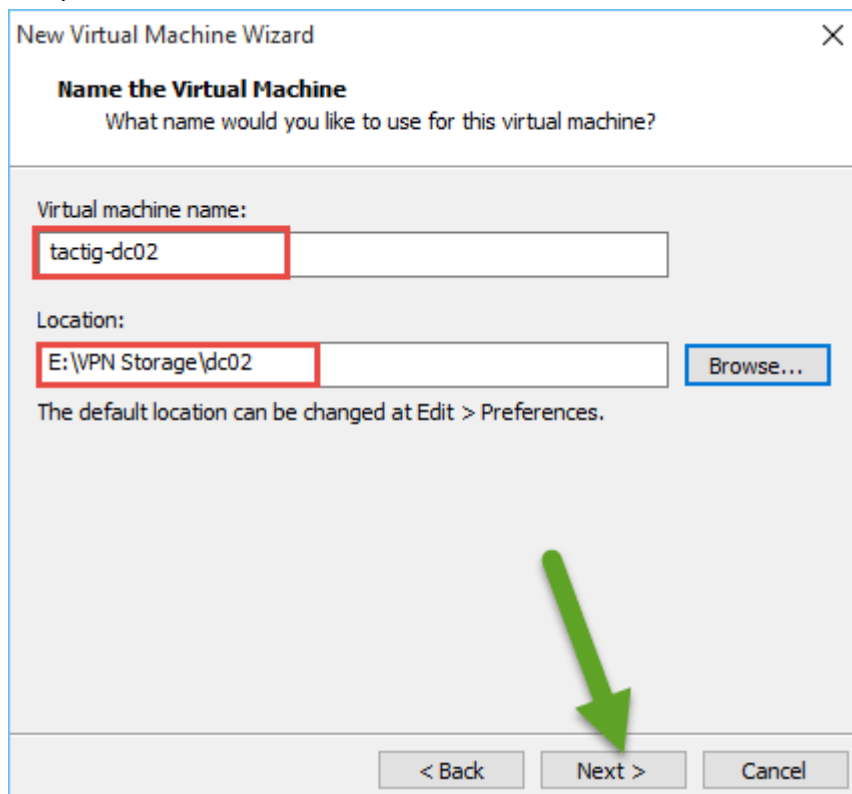 New Virtual Machine Wizard
Name the Virtual Machine
What name would you like to use for this virtual machine?
Virtual machine name:
tactig-dc02
Location:
E:\VPN Storage\dc02
Browse...
The default location can be changed at Edit > Preferences.
< Back Next > Cancel